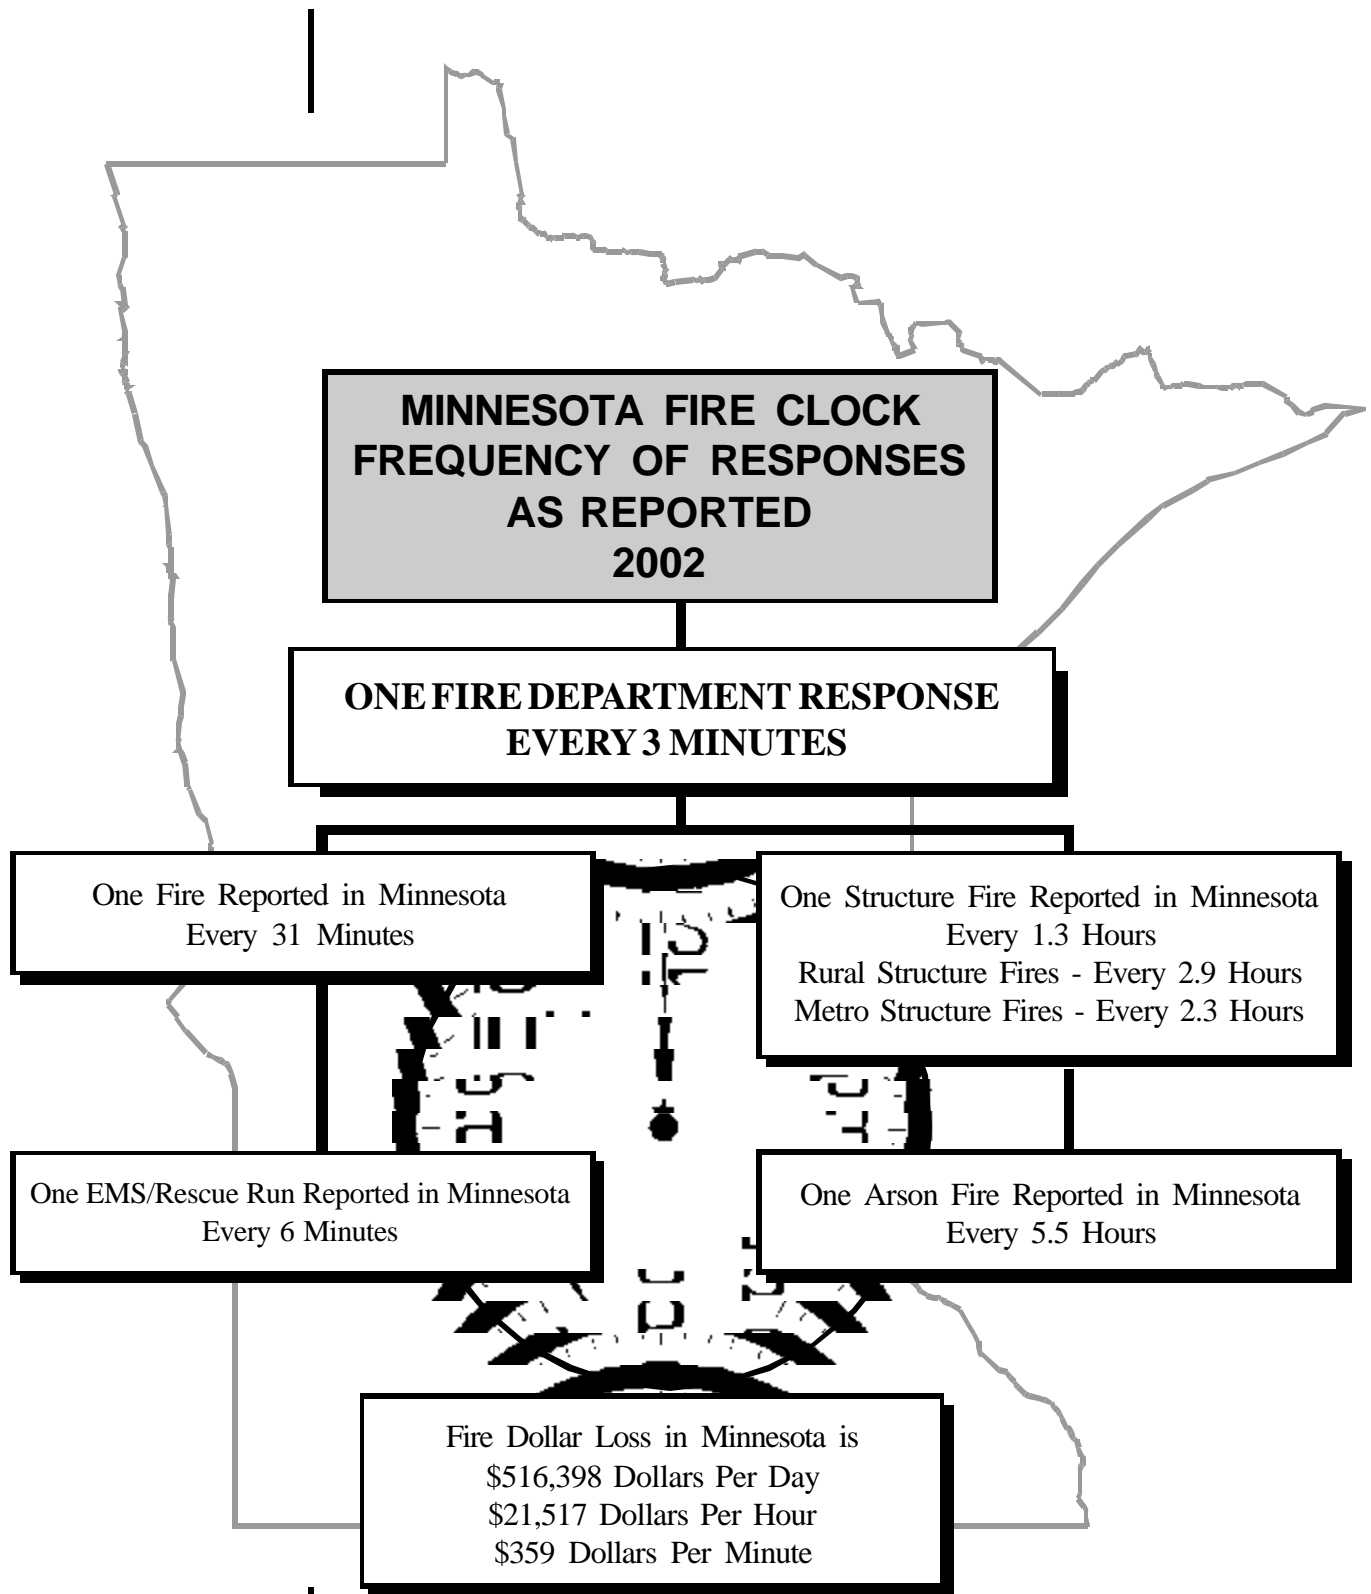 MINNESOTA FIRE CLOCK
FREQUENCY OF RESPONSES
AS REPORTED
2002
ONE FIRE DEPARTMENT RESPONSE
EVERY 3 MINUTES
One Fire Reported in Minnesota
Every 31 Minutes
One Structure Fire Reported in Minnesota
Every 1.3 Hours
Rural Structure Fires - Every 2.9 Hours
Metro Structure Fires - Every 2.3 Hours
One EMS/Rescue Run Reported in Minnesota
Every 6 Minutes
One Arson Fire Reported in Minnesota
Every 5.5 Hours
Fire Dollar Loss in Minnesota is
$516,398 Dollars Per Day
$21,517 Dollars Per Hour
$359 Dollars Per Minute